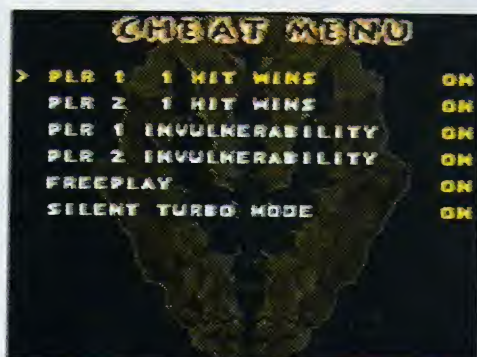 CHEAT MENU
> PLR 1 1 HIT WINS ON
PLR 2 1 HIT WINS ON
PLR 1 INVULNERABILITY ON
PLR 2 INVULNERABILITY ON
FREEPLAY ON
SILENT TURBO MODE ON